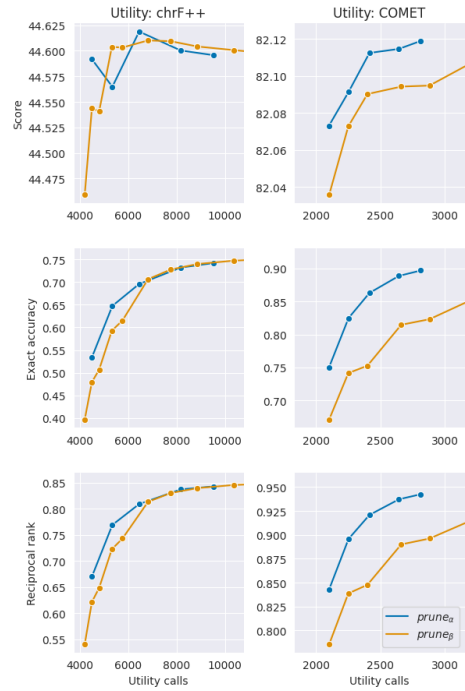 Utility: chrF++
Utility: COMET
Score
44.625
44.600
44.575
44.550
44.525
44.500
44.475
4000 6000 8000 10000
82.12
82.10
82.08
82.06
82.04
2000 2500 3000
Exact accuracy
0.75
0.70
0.65
0.60
0.55
0.50
0.45
0.40
4000 6000 8000 10000
0.90
0.85
0.80
0.75
0.70
2000 2500 3000
Reciprocal rank
0.85
0.80
0.75
0.70
0.65
0.60
0.55
4000 6000 8000 10000
Utility calls
0.950
0.925
0.900
0.875
0.850
0.825
0.800
prune_α
prune_β
2000 2500 3000
Utility calls